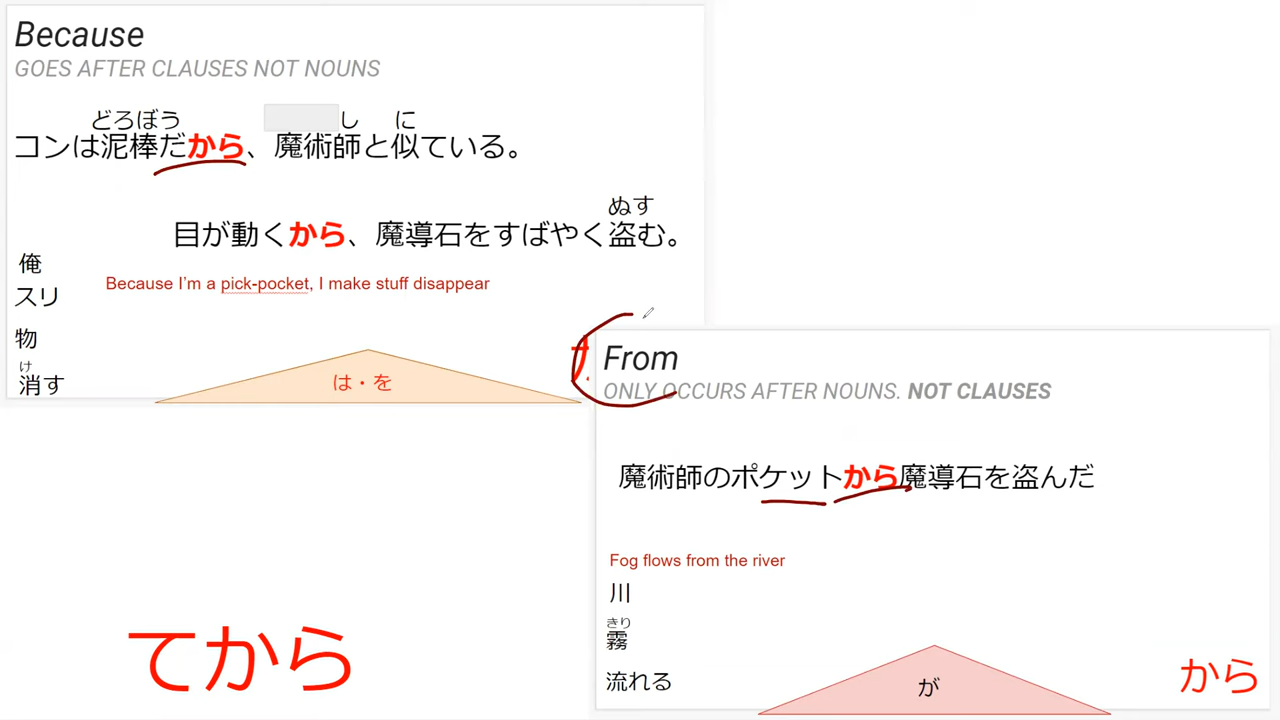 Because
GOES AFTER CLAUSES NOT NOUNS
どろぼう し に
コンは泥棒だから、魔術師と似ている。
ぬす
目が動くから、魔導石をすばやく盗む。
俺
スリ
Because I'm a pick-pocket, I make stuff disappear
物
け
消す
は・を
From
ONLY OCCURS AFTER NOUNS. NOT CLAUSES
魔術師のポケットから魔導石を盗んだ
Fog flows from the river
川
きり
霧
流れる
が
から
てから